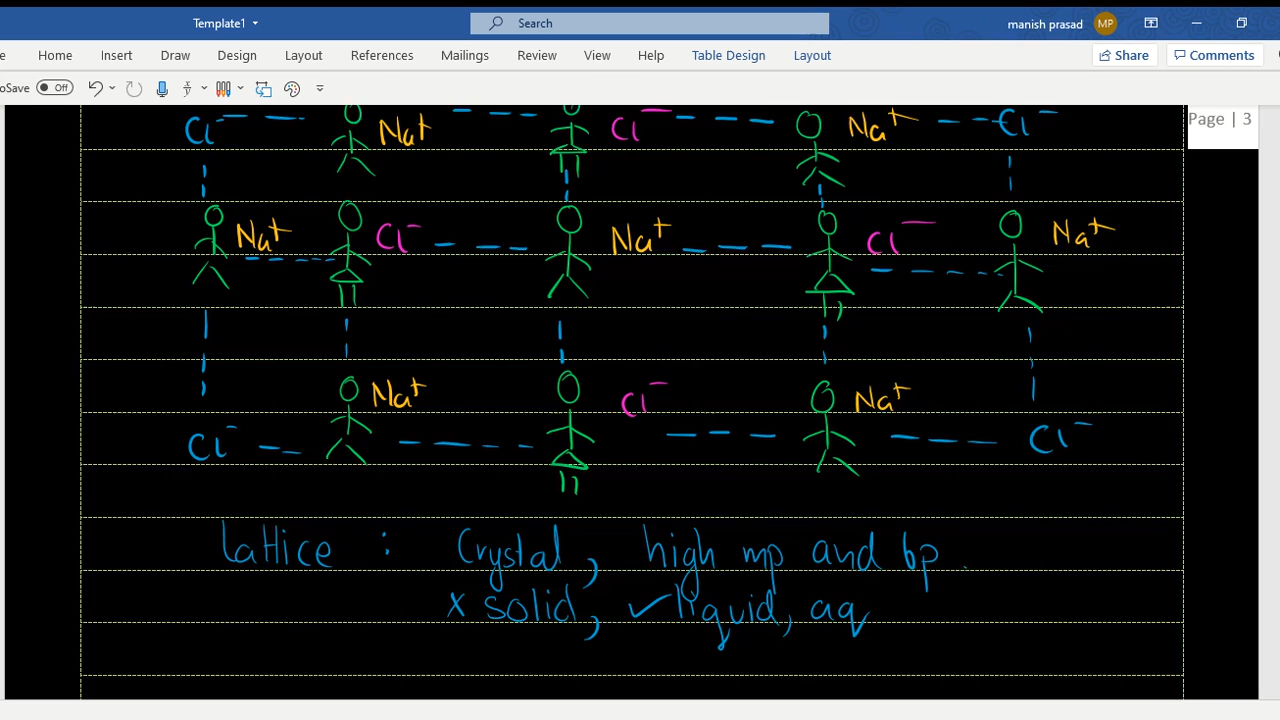 Template1
Search
manish prasad
MP
Home Insert Draw Design Layout References Mailings Review View Help Table Design Layout
Share
Comments
Off
Page | 3
Cl⁻ Na⁺ Cl⁻ Na⁺ Cl⁻
Na⁺ Cl⁻ Na⁺ Cl⁻ Na⁺
Na⁺ Cl⁻ Na⁺
Cl⁻ Cl⁻
Lattice : Crystal, high mp and bp.
x solid, ✓liquid, aq